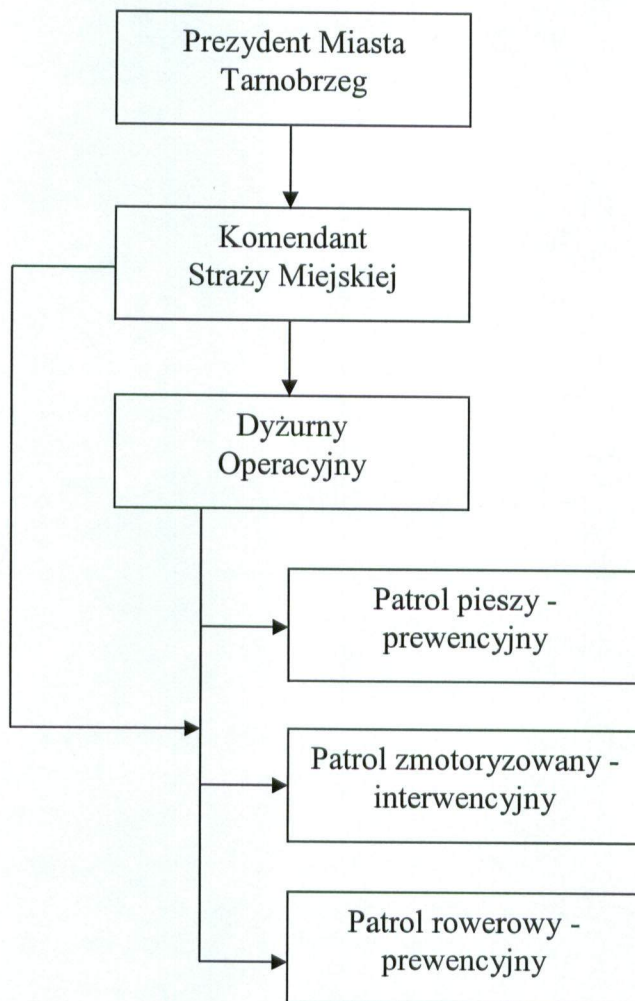 Prezydent Miasta
Tarnobrzeg
Komendant
Straży Miejskiej
Dyżurny
Operacyjny
Patrol pieszy -
prewencyjny
Patrol zmotoryzowany -
interwencyjny
Patrol rowerowy -
prewencyjny